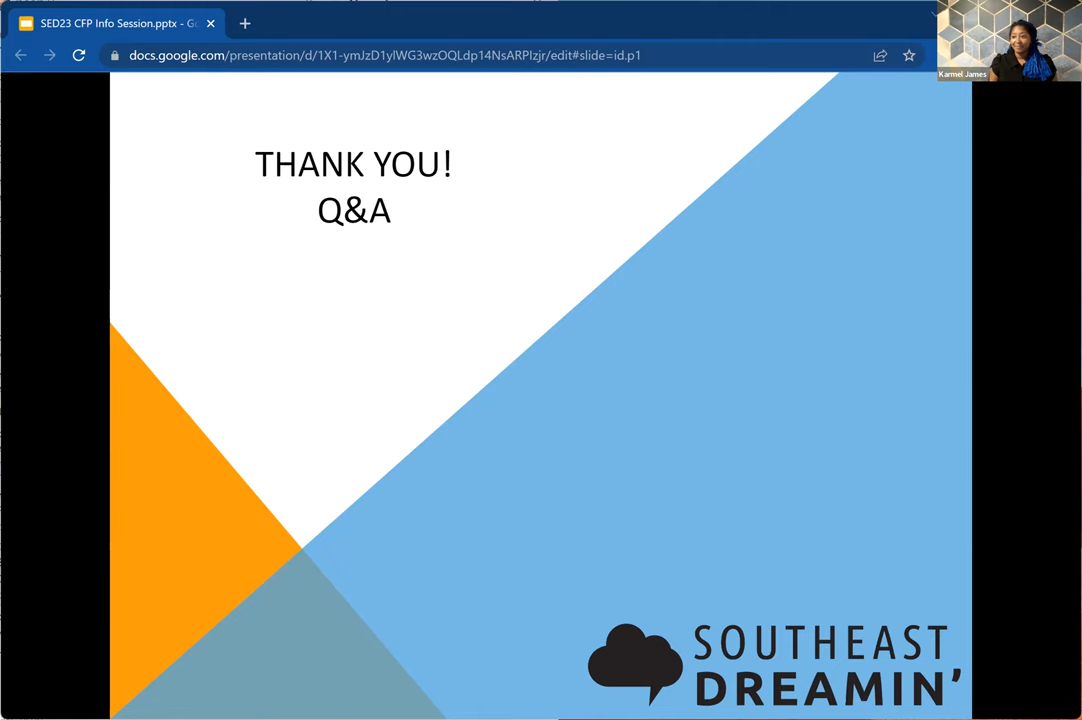 SED23 CFP Info Session.pptx - Go
docs.google.com/presentation/d/1X1-ymJzD1ylWG3wzOQLdp14NsARPIzjr/edit#slide=id.p1
Karmel James
THANK YOU!
Q&A
SOUTHEAST
DREAMIN'